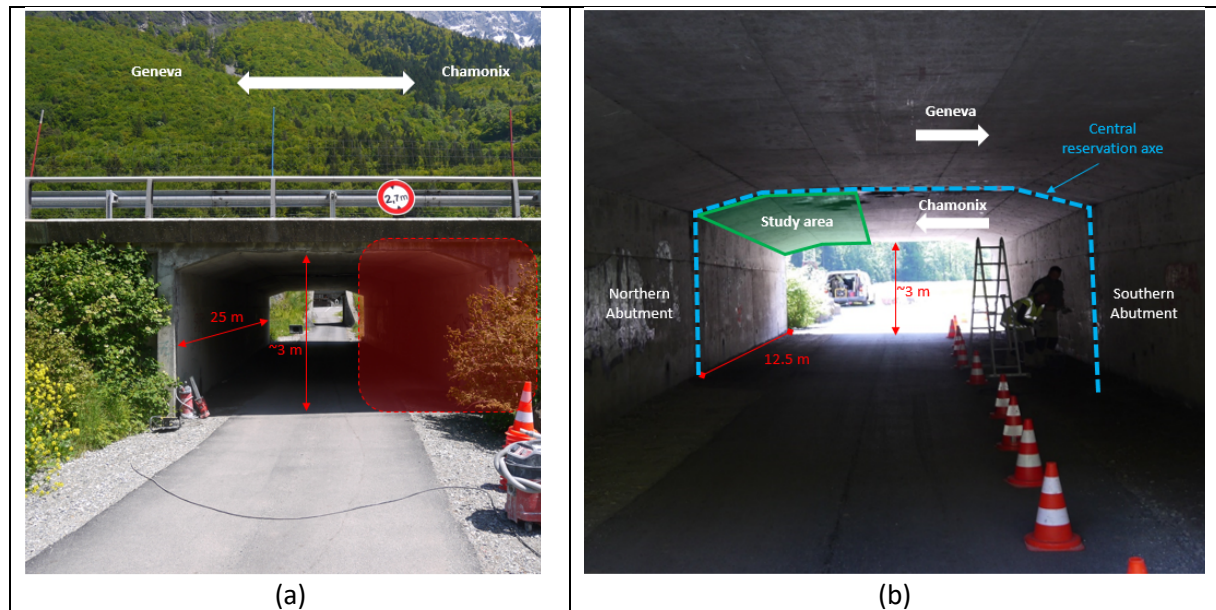 Geneva
Chamonix
2,7m
25 m
~3 m
(a)
Geneva
Central
reservation axe
Chamonix
Study area
~3 m
Northern
Abutment
Southern
Abutment
12.5 m
(b)